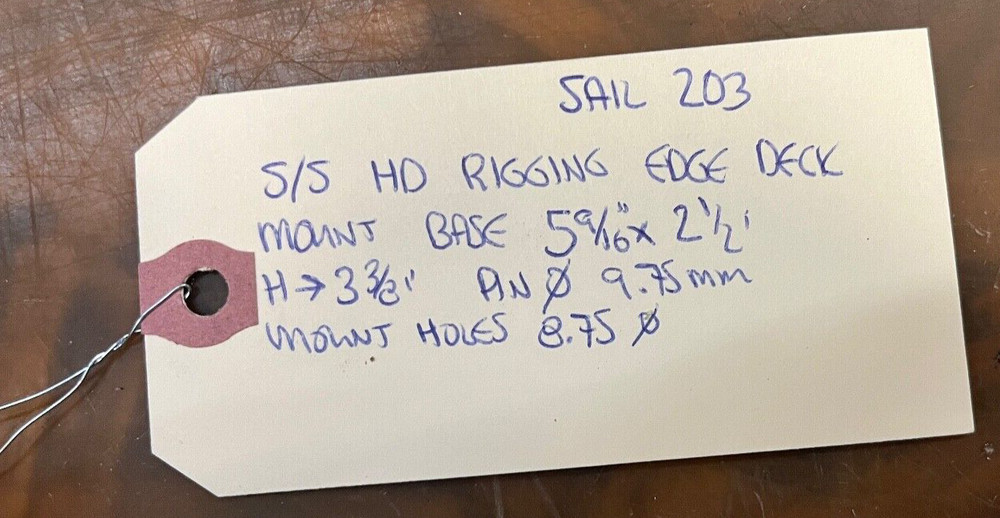 SAIL 203
S/S HD RIGGING EDGE DECK
MOUNT BASE 5 9/16" x 2 1/2'
H → 3 3/8" PIN Ø 9.75mm
MOUNT HOLES 8.75 Ø